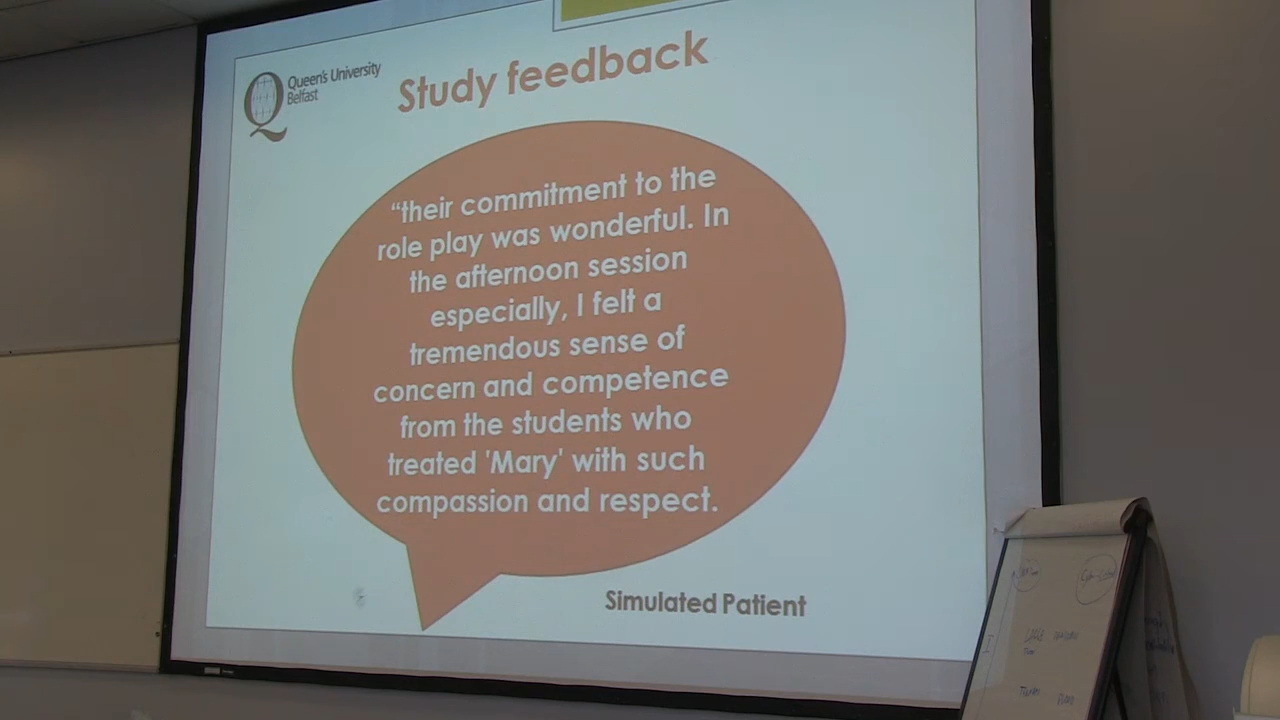 Queen's University
Belfast
Study feedback
“their commitment to the
role play was wonderful. In
the afternoon session
especially, I felt a
tremendous sense of
concern and competence
from the students who
treated 'Mary' with such
compassion and respect.
Simulated Patient